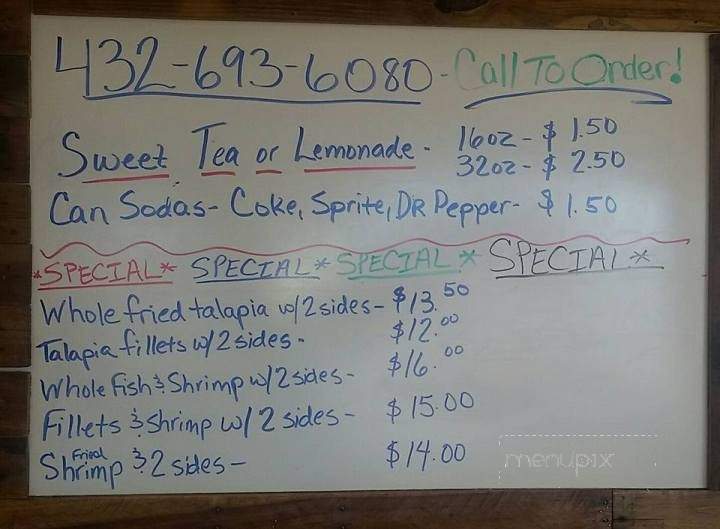 432-693-6080 - Call To Order!
Sweet Tea or Lemonade - 16oz - $ 1.50
32oz - $ 2.50
Can Sodas - Coke, Sprite, DR Pepper - $ 1.50
*SPECIAL* SPECIAL* SPECIAL* SPECIAL*
Whole fried talapia w/2 sides - $13.50
Talapia fillets w/2 sides - $12.00
Whole Fish & Shrimp w/2 sides - $16.00
Fillets & Shrimp w/2 sides - $15.00
Fried Shrimp & 2 sides - $14.00
menupix